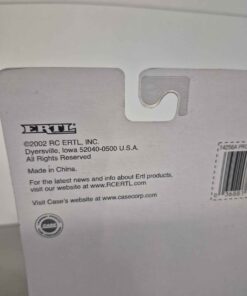 ERTL
©2002 RC ERTL, INC.
Dyersville, Iowa 52040-0500 U.S.A.
All Rights Reserved
Made in China.
For the latest news and info about Ertl products,
visit our website at www.RCERTL.com
Visit Case's website at www.casecorp.com
CASE